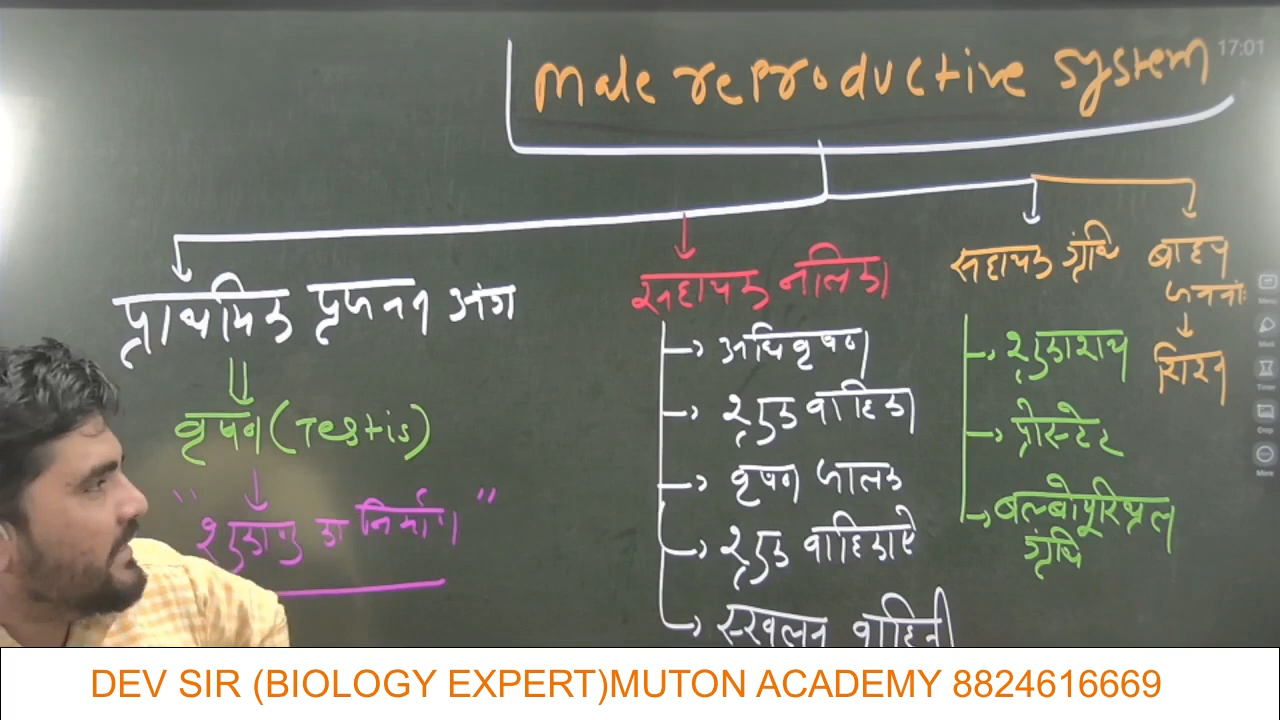 Male reproductive system
17:01
प्राथमिक प्रजनन अंग
वृषण (Testis)
"शुक्राणु का निर्माण"
सहायक नलिका
अधिवृषण
शुक्र वाहिका
वृषण जालक
शुक्र वाहिकाऐ
स्खलन वाहिनी
सहायक ग्रंथि
शुक्राशय
प्रोस्टेट
बल्बोयूरिथ्रल
ग्रंथि
बाह्य
जननांग
शिश्न
DEV SIR (BIOLOGY EXPERT)MUTON ACADEMY 8824616669